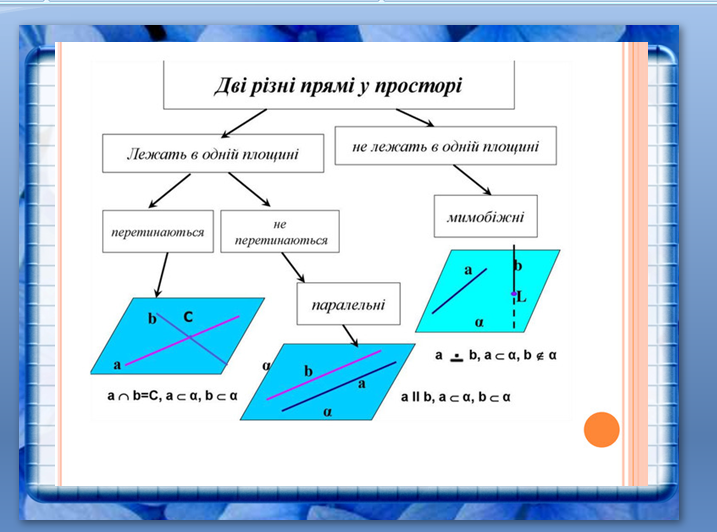 Дві різні прямі у просторі
Лежать в одній площині
не лежать в одній площині
перетинаються
не
перетинаються
мимобіжні
паралельні
b
C
a
a ∩ b=C, a ⊂ α, b ⊂ α
α
b
a
α
a ll b, a ⊂ α, b ⊂ α
a
b
L
α
a ∸ b, a ⊂ α, b ∉ α